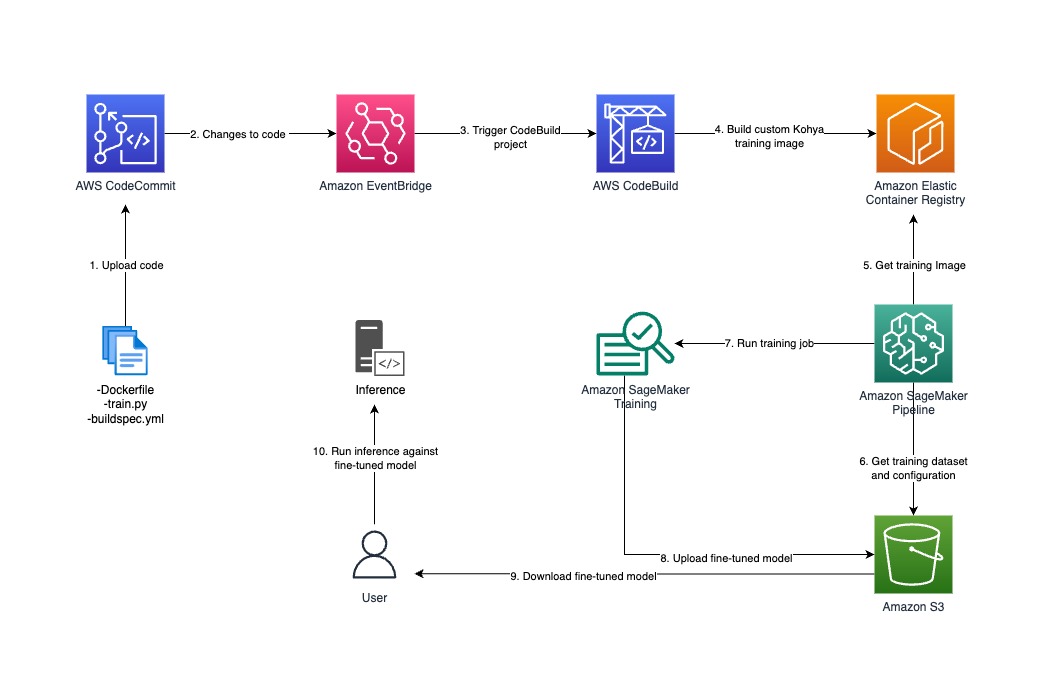 2. Changes to code
3. Trigger CodeBuild
project
4. Build custom Kohya
training image
AWS CodeCommit
Amazon EventBridge
AWS CodeBuild
Amazon Elastic
Container Registry
1. Upload code
5. Get training Image
</>
7. Run training job
-Dockerfile
-train.py
-buildspec.yml
Inference
Amazon SageMaker
Training
Amazon SageMaker
Pipeline
10. Run inference against
fine-tuned model
6. Get training dataset
and configuration
8. Upload fine-tuned model
9. Download fine-tuned model
User
Amazon S3